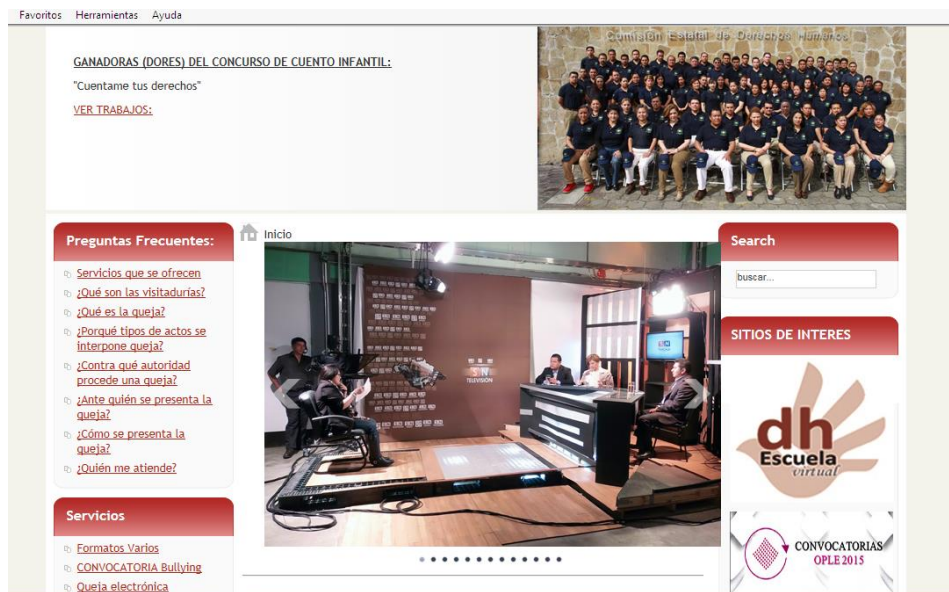 Favoritos Herramientas Ayuda
GANADORAS (DORES) DEL CONCURSO DE CUENTO INFANTIL:
"Cuentame tus derechos"
VER TRABAJOS:
Comisión Estatal de Derechos Humanos
Preguntas Frecuentes:
Servicios que se ofrecen
¿Qué son las visitadurías?
¿Qué es la queja?
¿Porqué tipos de actos se
interpone queja?
¿Contra qué autoridad
procede una queja?
¿Ante quién se presenta la
queja?
¿Cómo se presenta la
queja?
¿Quién me atiende?
Servicios
Formatos Varios
CONVOCATORIA Bullying
Queja electrónica
Inicio
TELEVISIÓN
Search
buscar...
SITIOS DE INTERES
dh
Escuela
virtual
CONVOCATORIAS
OPLE 2015